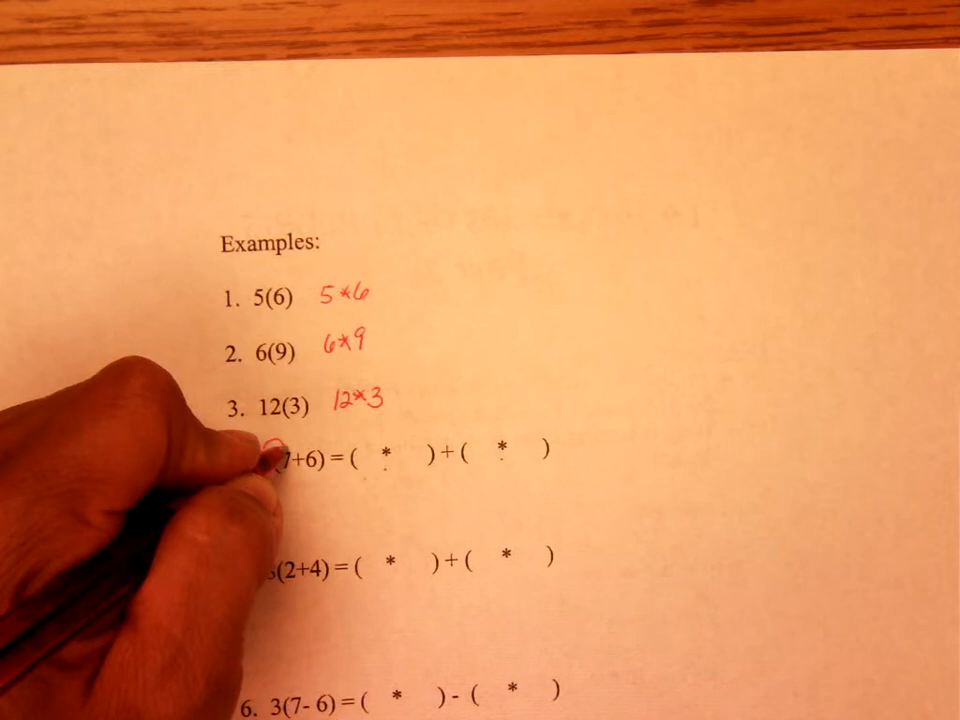 Examples:
1. 5(6) 5*6
2. 6(9) 6*9
3. 12(3) 12*3
(7+6) = ( * ) + ( * )
(2+4) = ( * ) + ( * )
6. 3(7- 6) = ( * ) - ( * )